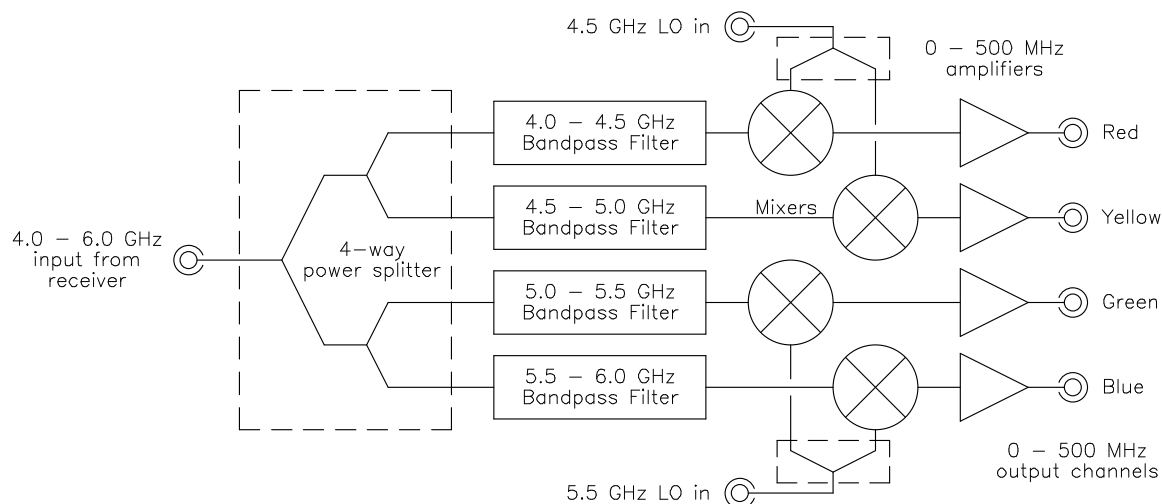 4.5 GHz LO in
0 – 500 MHz
amplifiers
4.0 – 4.5 GHz
Bandpass Filter
Red
4.5 – 5.0 GHz
Bandpass Filter
Mixers
Yellow
4.0 – 6.0 GHz
input from
receiver
4-way
power splitter
5.0 – 5.5 GHz
Bandpass Filter
Green
5.5 – 6.0 GHz
Bandpass Filter
Blue
0 – 500 MHz
output channels
5.5 GHz LO in